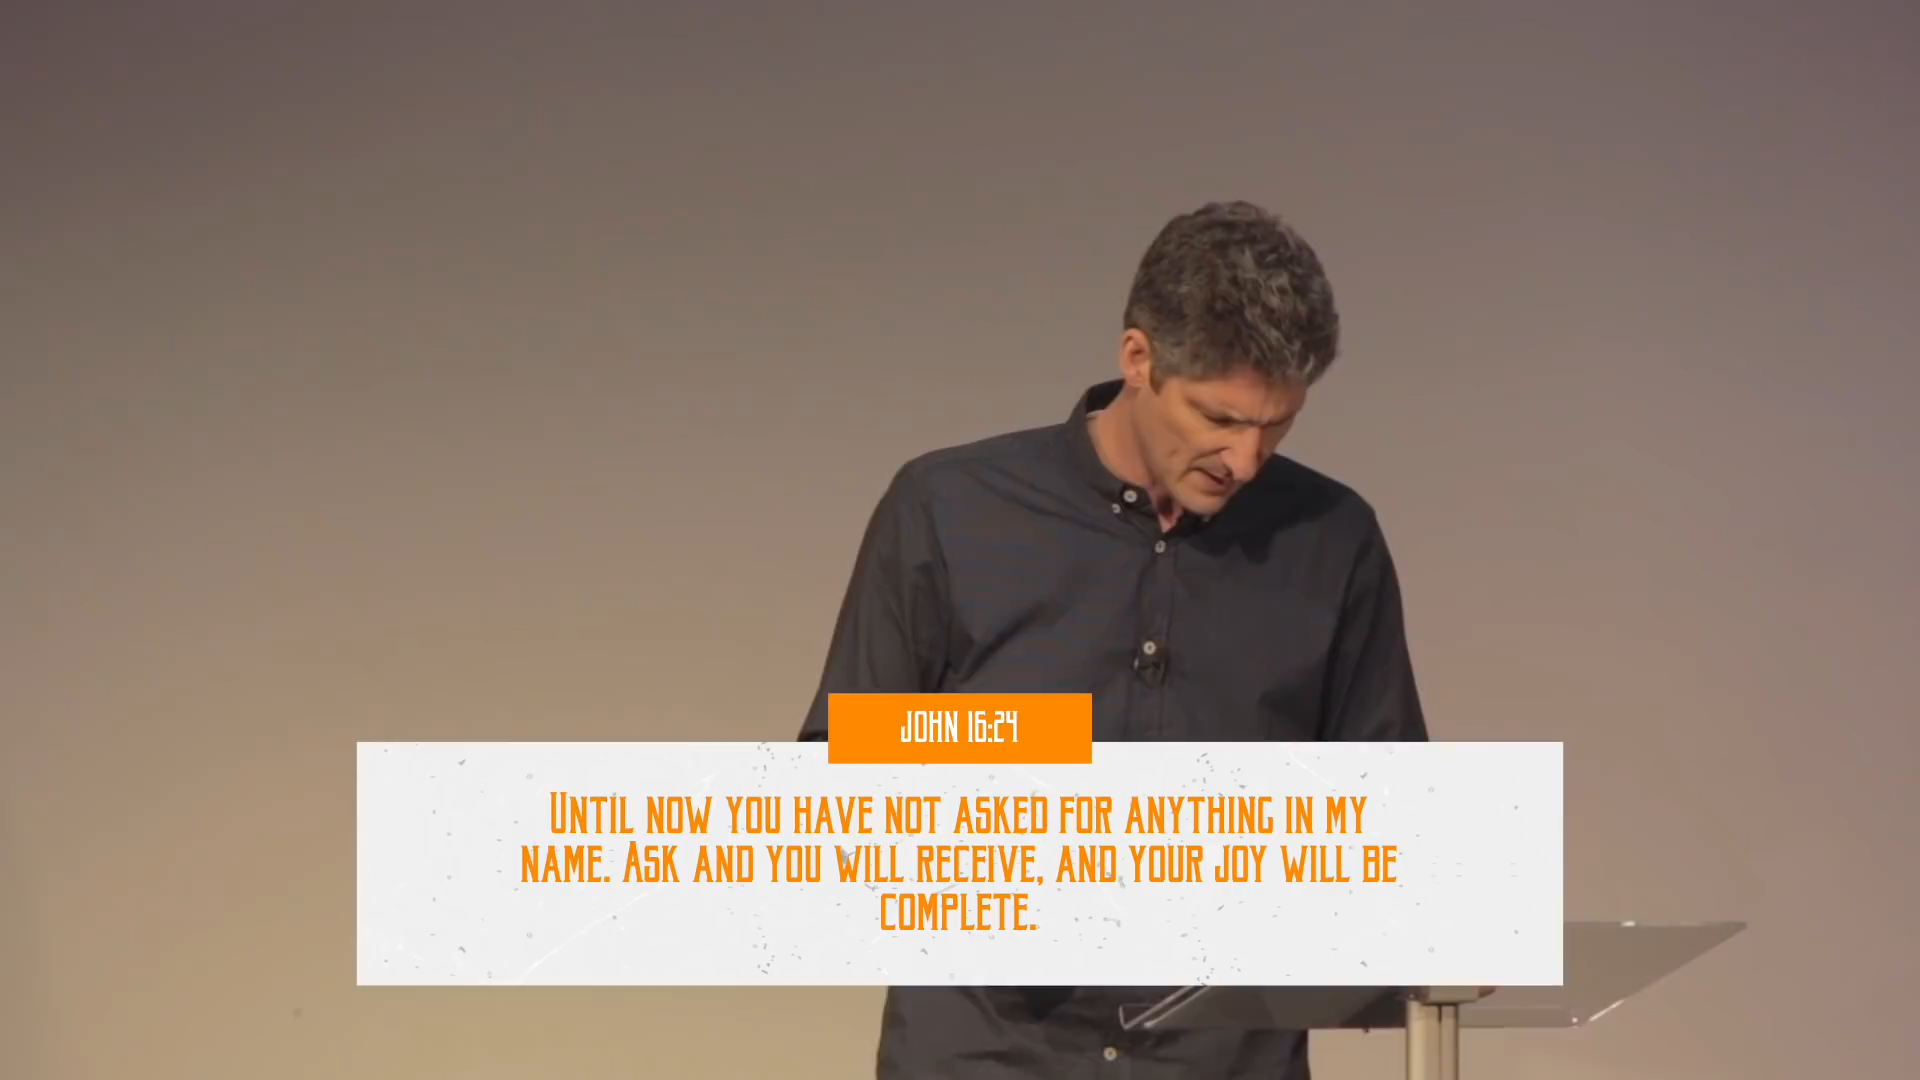 JOHN 16:24
Until now you have not asked for anything in my
name. Ask and you will receive, and your joy will be
complete.